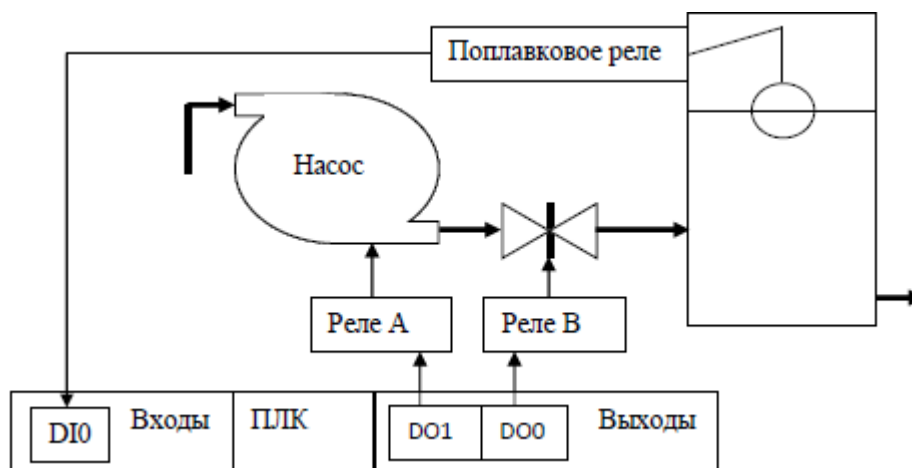 Поплавковое реле
Насос
Реле А
Реле В
DI0
Входы
ПЛК
DO1
DO0
Выходы